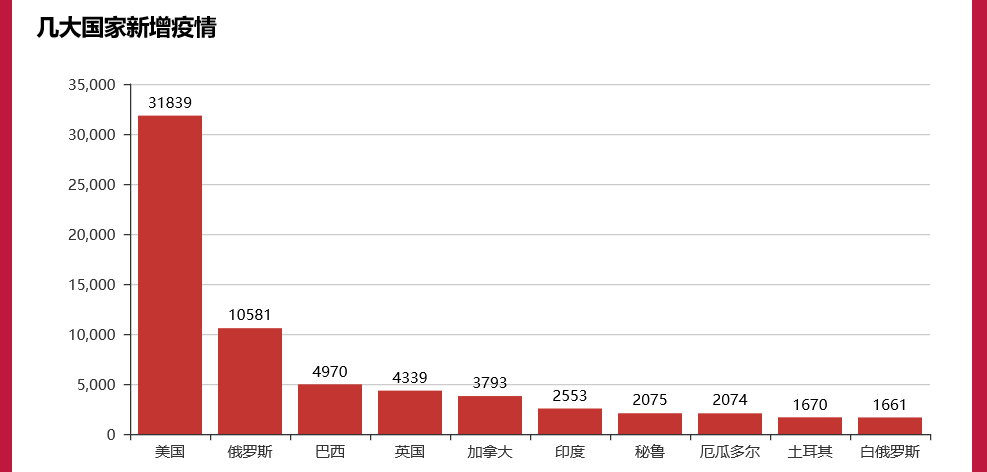 几大国家新增疫情
35,000
30,000
25,000
20,000
15,000
10,000
5,000
0
31839
10581
4970
4339
3793
2553
2075
2074
1670
1661
美国
俄罗斯
巴西
英国
加拿大
印度
秘鲁
厄瓜多尔
土耳其
白俄罗斯